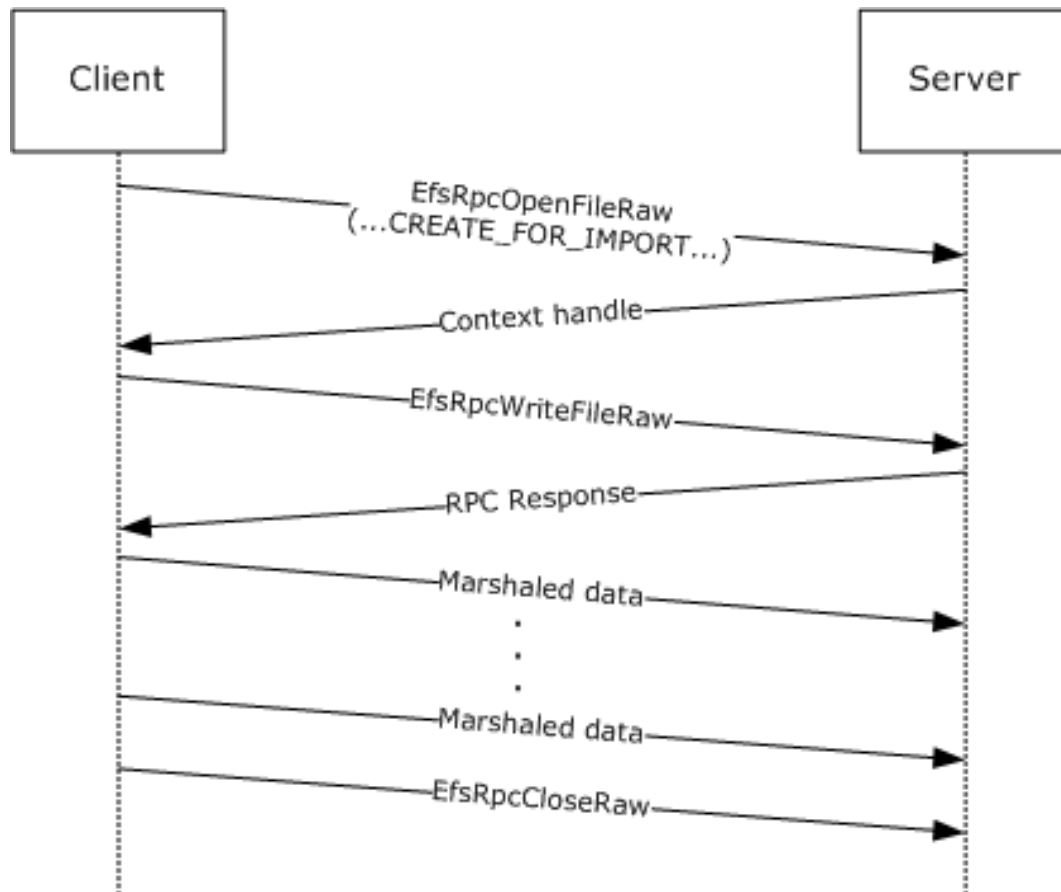 Client
Server
EfsRpcOpenFileRaw
(...CREATE_FOR_IMPORT...)
Context handle
EfsRpcWriteFileRaw
RPC Response
Marshaled data
.
.
.
Marshaled data
EfsRpcCloseRaw